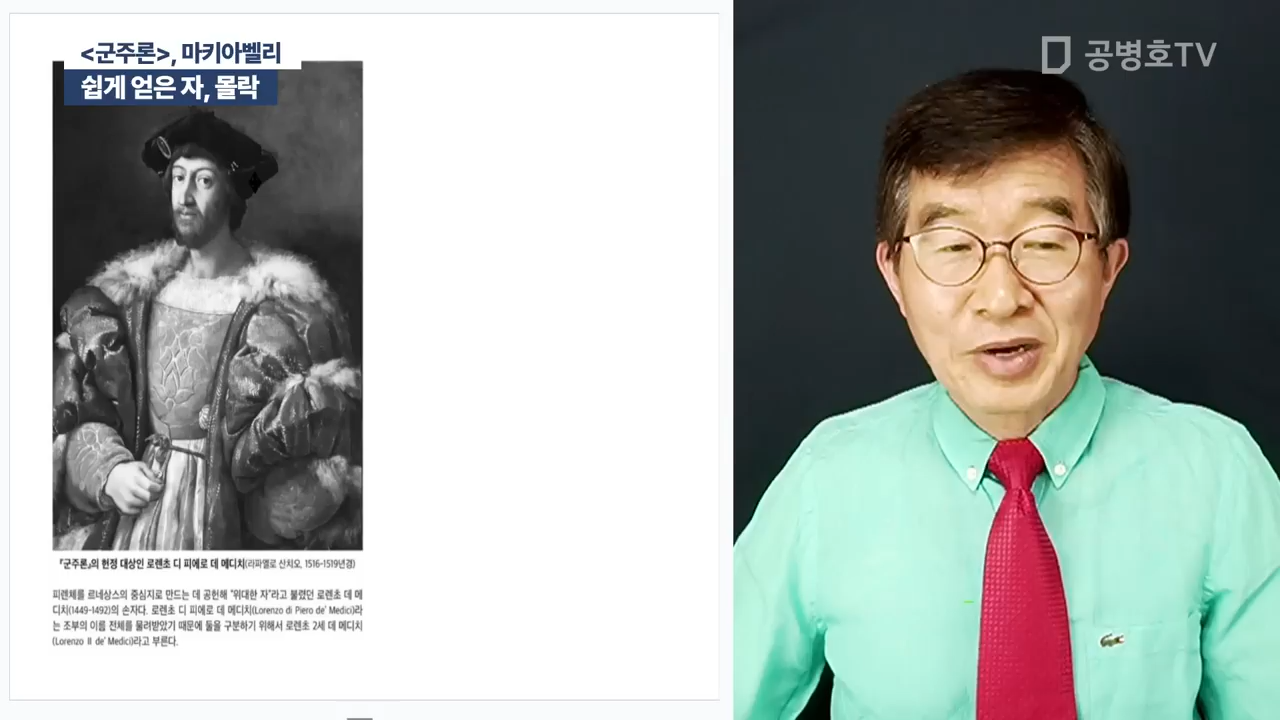 <군주론>, 마키아벨리
쉽게 얻은 자, 몰락
공병호TV
『군주론』의 헌정 대상인 로렌초 디 피에로 데 메디치(라파엘로 산치오, 1516-1519년경)
피렌체를 르네상스의 중심지로 만드는 데 공헌해 "위대한 자"라고 불렸던 로렌초 데 메
디치(1449-1492)의 손자다. 로렌초 디 피에로 데 메디치(Lorenzo di Piero de' Medici)라
는 조부의 이름 전체를 물려받았기 때문에 둘을 구분하기 위해서 로렌초 2세 데 메디치
(Lorenzo II de' Medici)라고 부른다.